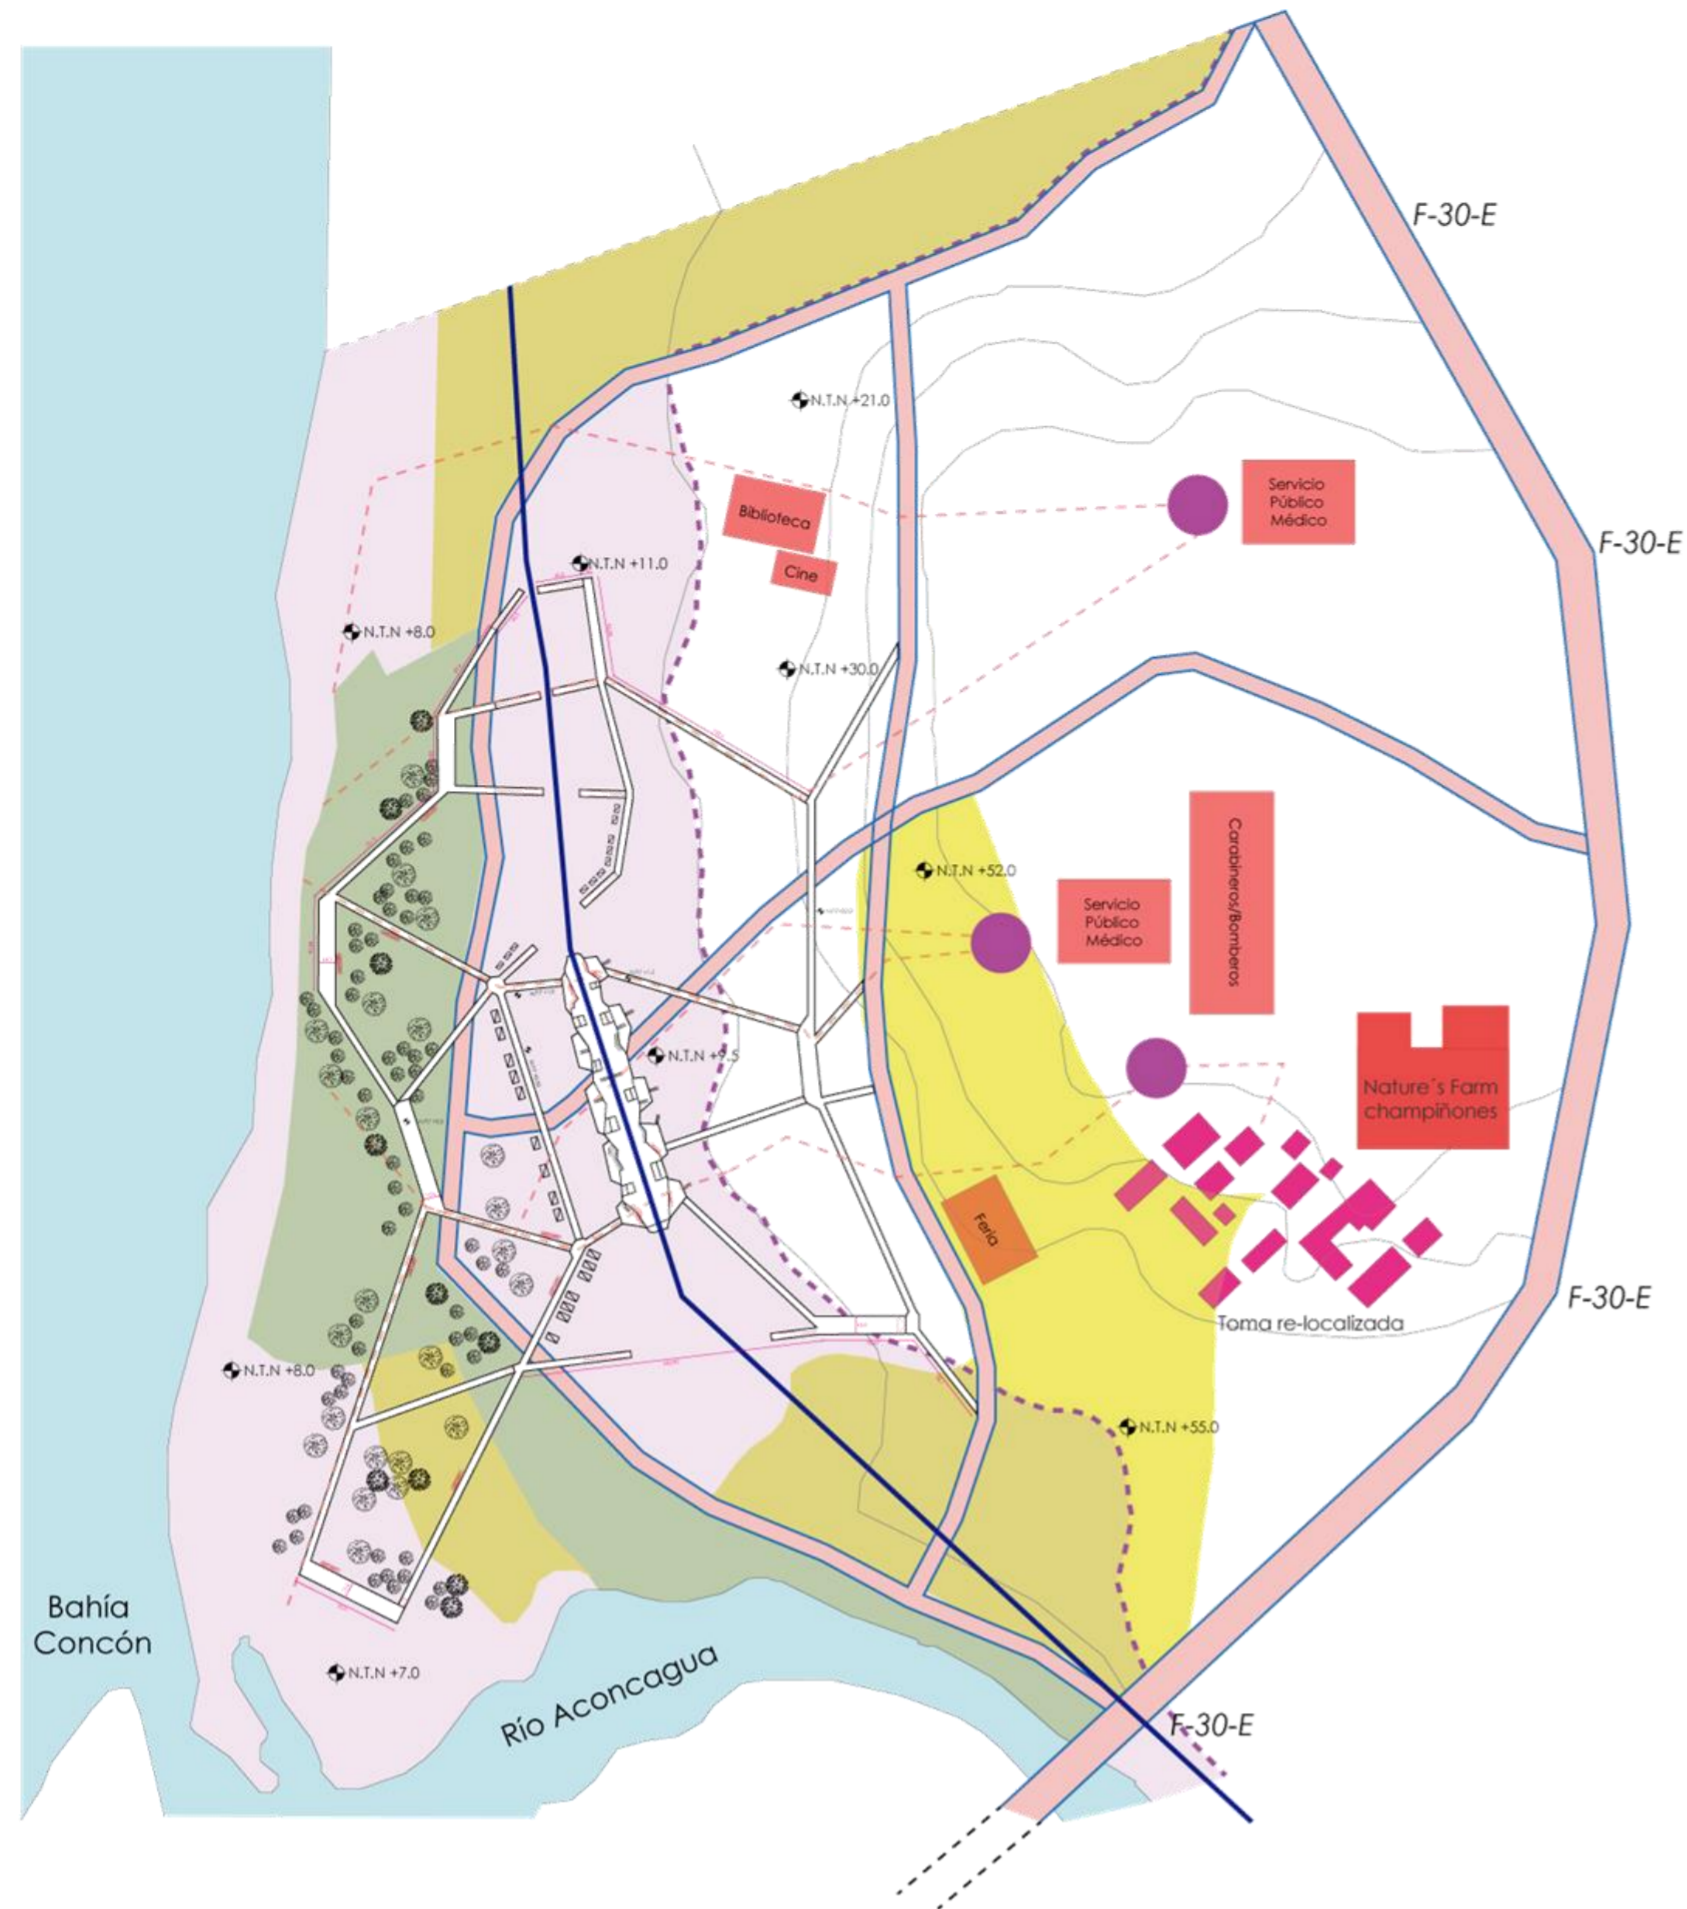 F-30-E
N.T.N +21.0
Servicio
Público
Médico
Biblioteca
F-30-E
N.T.N +11.0
Cine
N.T.N +8.0
N.T.N +30.0
N.T.N +52.0
Carabineros/Bomberos
Servicio
Público
Médico
N.T.N +9.5
Nature´s Farm
champiñones
Feria
F-30-E
Toma re-localizada
N.T.N +8.0
N.T.N +55.0
Bahía
Concón
N.T.N +7.0
Río Aconcagua
F-30-E